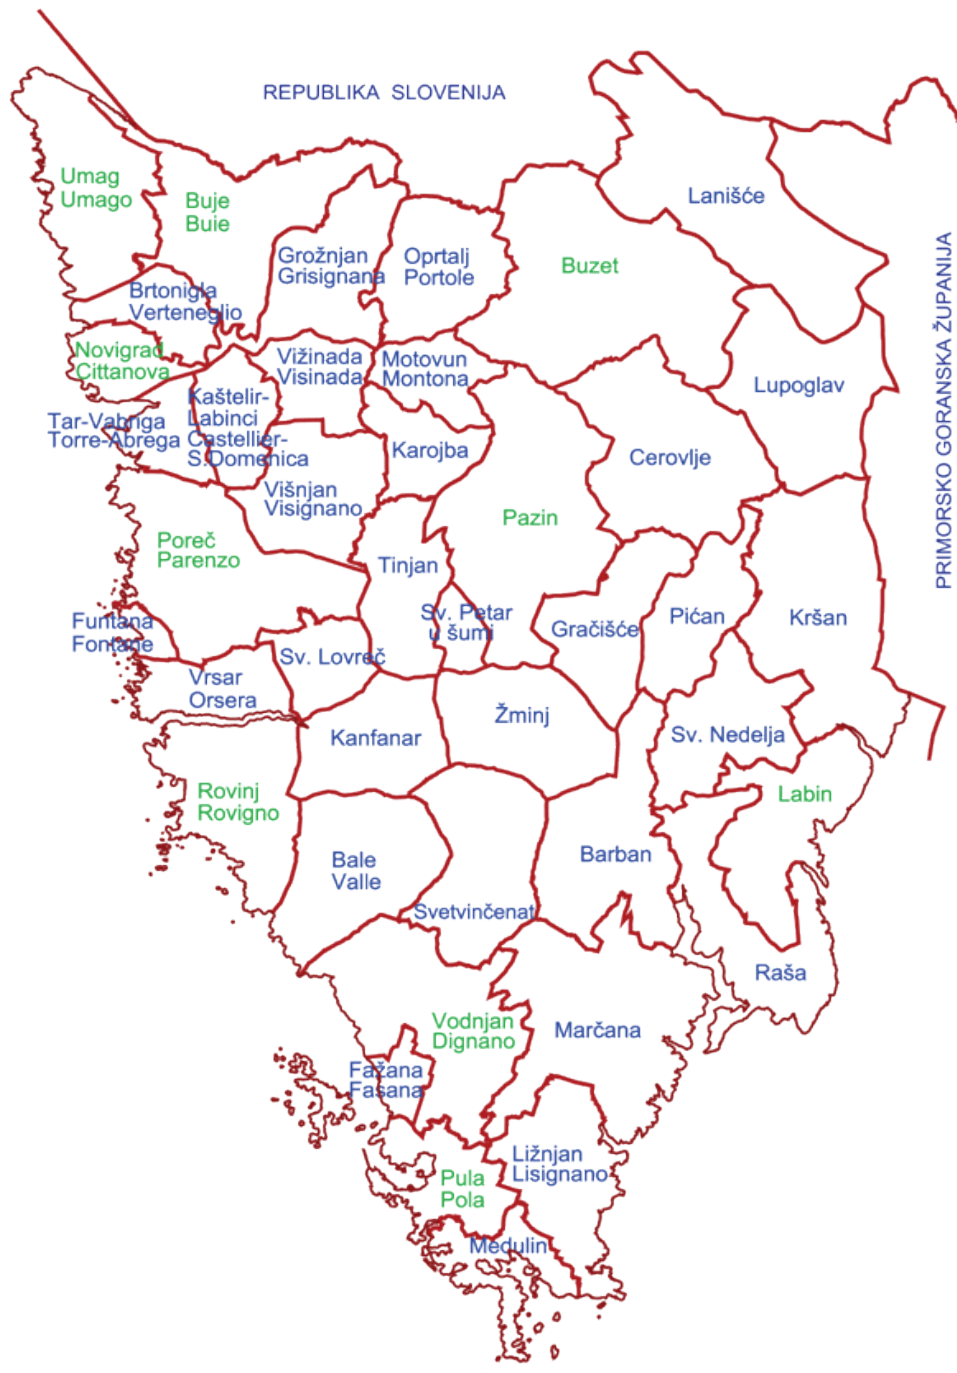 REPUBLIKA SLOVENIJA
Umag
Umago
Buje
Buie
Lanišće
Grožnjan
Grisignana
Oprtalj
Portole
Buzet
PRIMORSKO GORANSKA ŽUPANIJA
Brtonigla
Verteneglio
Novigrad
Cittanova
Vižinada
Visinada
Motovun
Montona
Lupoglav
Kaštelir-
Labinci
Castellier-
S.Domenica
Tar-Vabriga
Torre-Abrega
Karojba
Cerovlje
Višnjan
Visignano
Pazin
Poreč
Parenzo
Tinjan
Funtana
Fontane
Sv. Petar
u šumi
Gračišće
Pićan
Kršan
Sv. Lovreč
Vrsar
Orsera
Kanfanar
Žminj
Sv. Nedelja
Rovinj
Rovigno
Labin
Bale
Valle
Barban
Svetvinčenat
Raša
Vodnjan
Dignano
Marčana
Fažana
Fasana
Ližnjan
Lisignano
Pula
Pola
Medulin